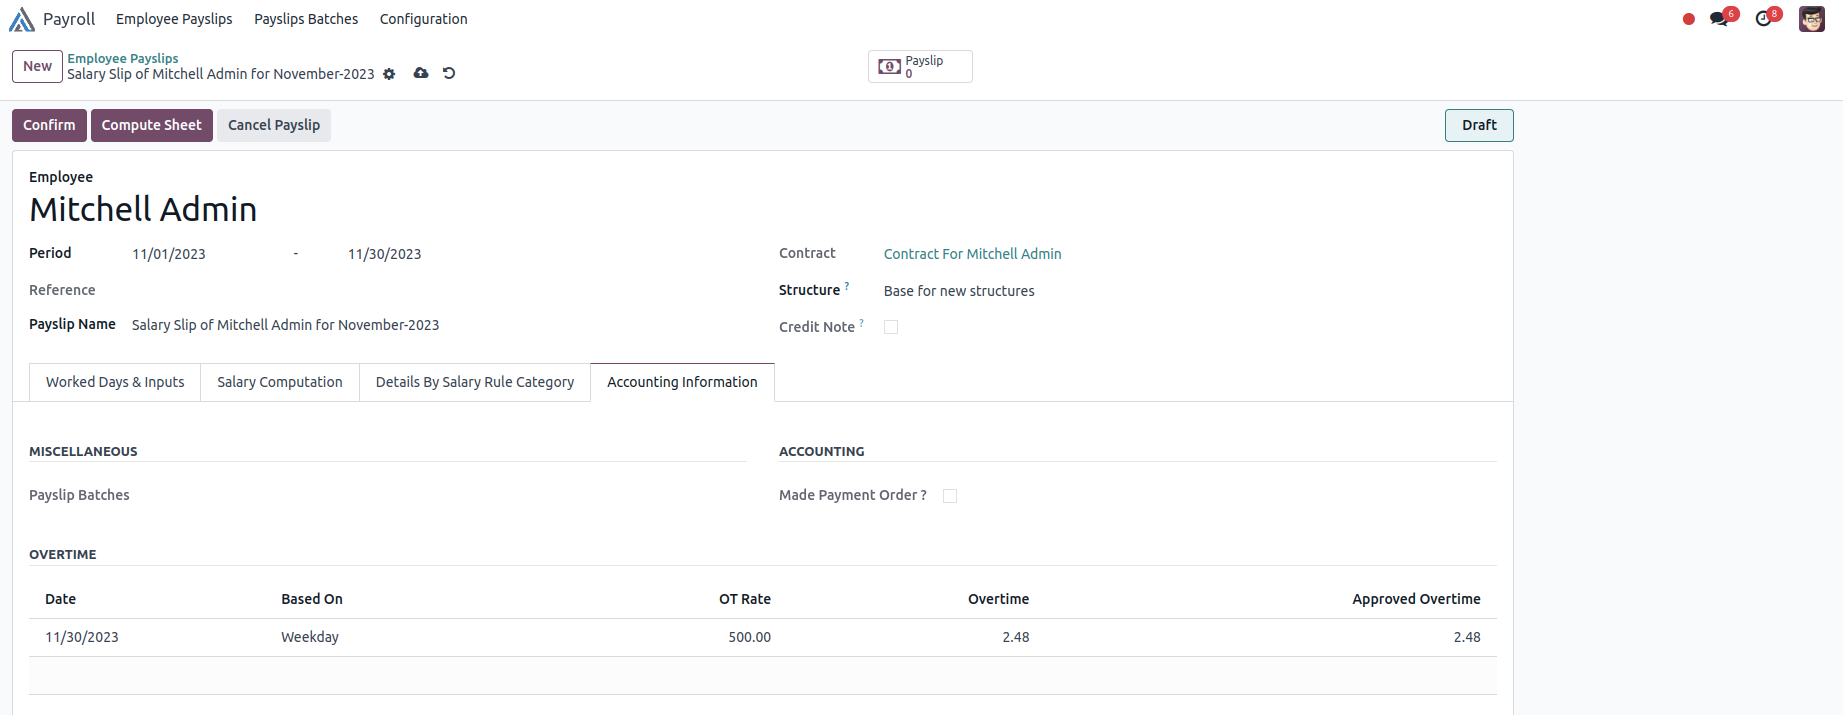 Payroll Employee Payslips Payslips Batches Configuration 6 8
New Employee Payslips
Salary Slip of Mitchell Admin for November-2023
Payslip
0
Confirm Compute Sheet Cancel Payslip Draft
Employee
Mitchell Admin
Period 11/01/2023 - 11/30/2023 Contract Contract For Mitchell Admin
Reference Structure ? Base for new structures
Payslip Name Salary Slip of Mitchell Admin for November-2023 Credit Note ?
Worked Days & Inputs Salary Computation Details By Salary Rule Category Accounting Information
MISCELLANEOUS ACCOUNTING
Payslip Batches Made Payment Order ?
OVERTIME
Date Based On OT Rate Overtime Approved Overtime
11/30/2023 Weekday 500.00 2.48 2.48